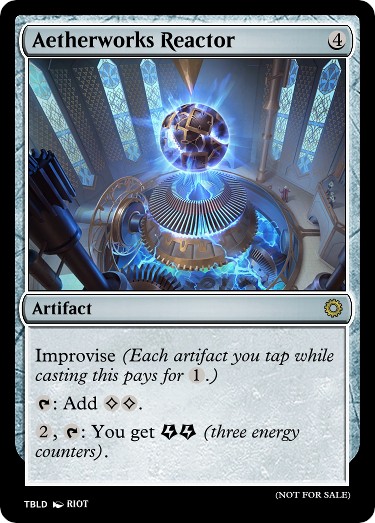 Aetherworks Reactor 4
Artifact
Improvise (Each artifact you tap while
casting this pays for 1.)
: Add .
2, : You get (three energy
counters).
TBLD RIOT
(NOT FOR SALE)